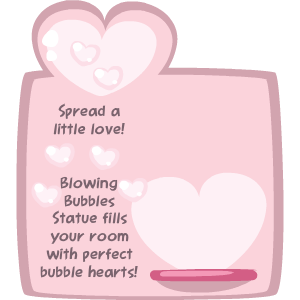 Spread a
little love!
Blowing
Bubbles
Statue fills
your room
with perfect
bubble hearts!